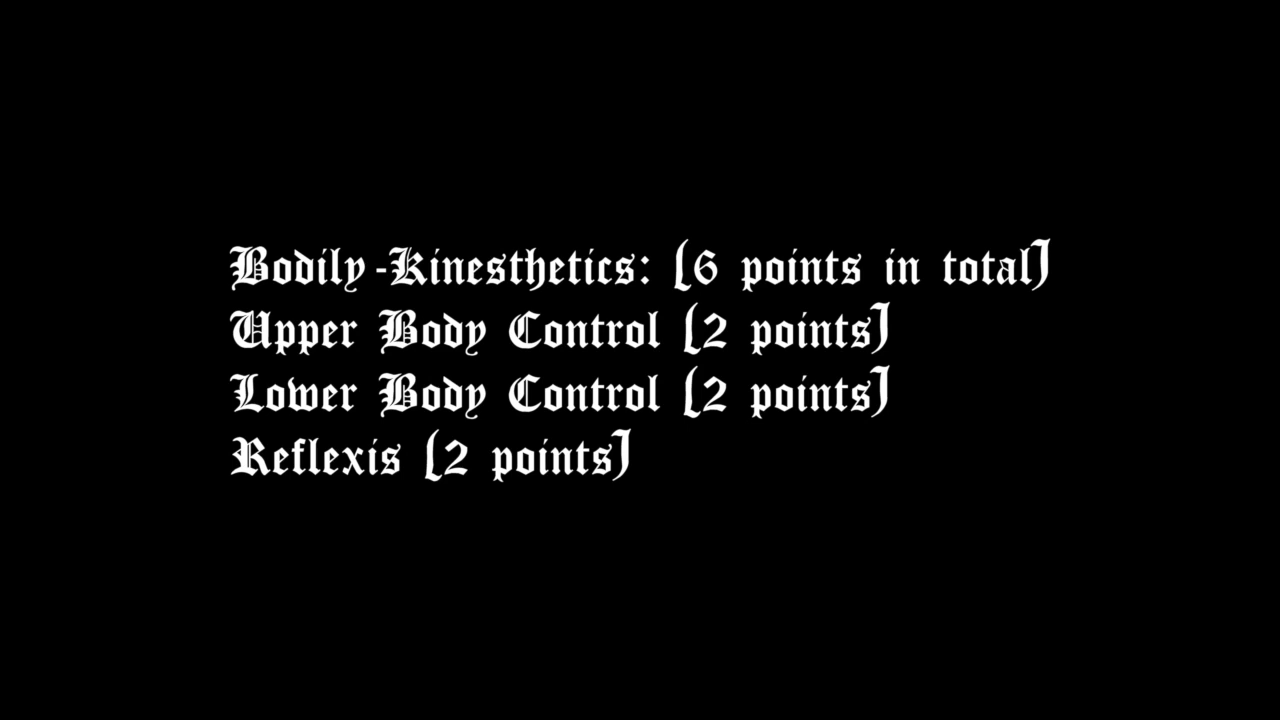 Bodily-Kinesthetics: (6 points in total)
Upper Body Control (2 points)
Lower Body Control (2 points)
Reflexis (2 points)